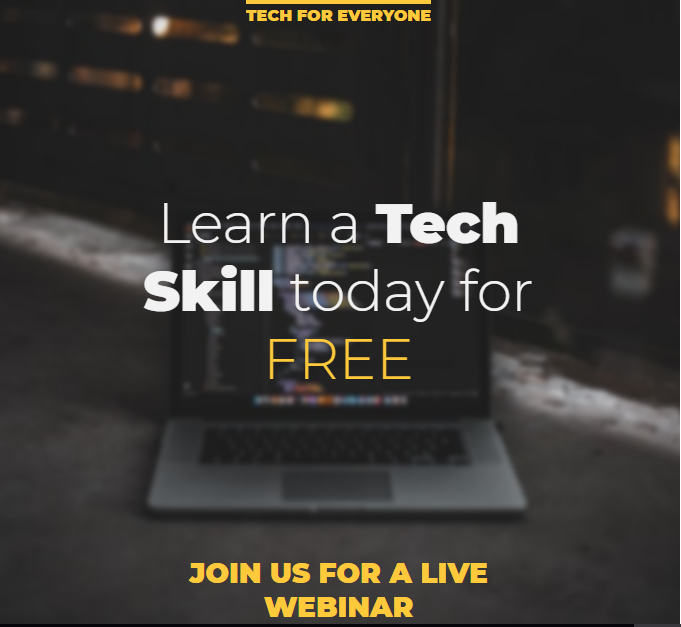 TECH FOR EVERYONE
Learn a Tech
Skill today for
FREE
JOIN US FOR A LIVE
WEBINAR